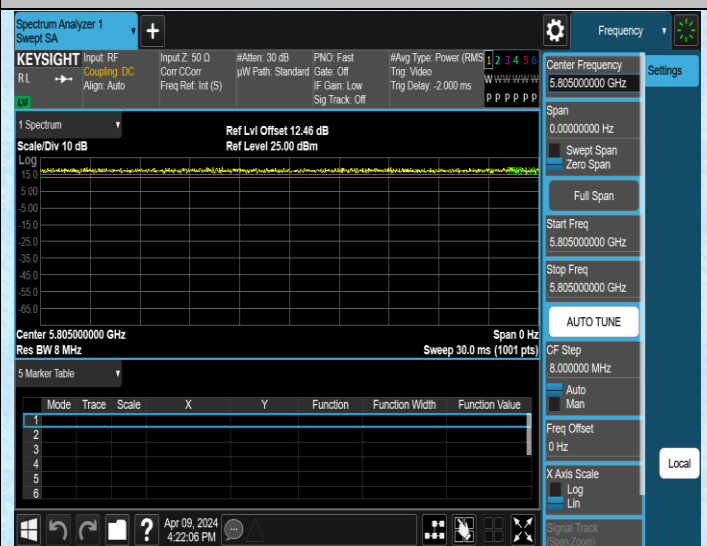 Spectrum Analyzer 1
Swept SA
Frequency
KEYSIGHT
RL
LXI
Input: RF
Coupling: DC
Align: Auto
Input Z: 50 Ω
Corr CCorr
Freq Ref: Int (S)
#Atten: 30 dB
µW Path: Standard
PNO: Fast
Gate: Off
IF Gain: Low
Sig Track: Off
#Avg Type: Power (RMS
Trig: Video
Trig Delay: -2.000 ms
1 2 3 4 5 6
W W W W W W
P P P P P P
1 Spectrum
Scale/Div 10 dB
Ref Lvl Offset 12.46 dB
Ref Level 25.00 dBm
Log
15.0
5.00
-5.00
-15.0
-25.0
-35.0
-45.0
-55.0
-65.0
Center 5.805000000 GHz
Span 0 Hz
Res BW 8 MHz
Sweep 30.0 ms (1001 pts)
5 Marker Table
Mode Trace Scale X Y Function Function Width Function Value
1
2
3
4
5
6
Apr 09, 2024
4:22:06 PM
Center Frequency
5.805000000 GHz
Span
0.00000000 Hz
Swept Span
Zero Span
Full Span
Start Freq
5.805000000 GHz
Stop Freq
5.805000000 GHz
AUTO TUNE
CF Step
8.000000 MHz
Auto
Man
Freq Offset
0 Hz
X Axis Scale
Log
Lin
Signal Track
(Span Zoom)
Settings
Local